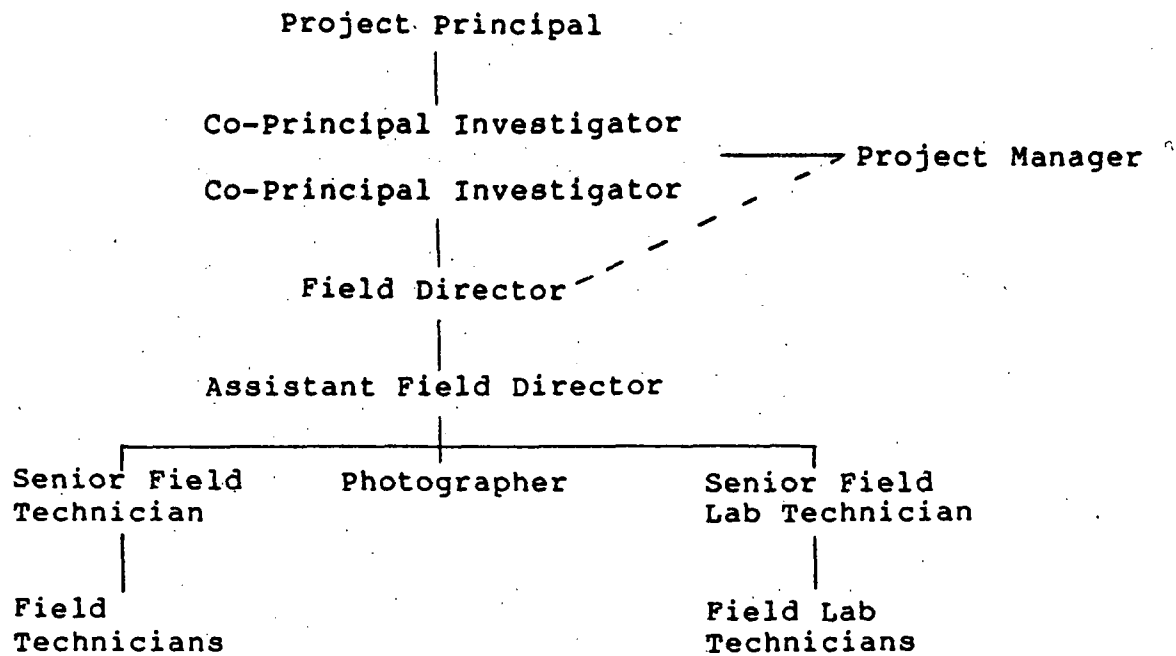 Project Principal
Co-Principal Investigator
Project Manager
Co-Principal Investigator
Field Director
Assistant Field Director
Senior Field
Technician
Photographer
Senior Field
Lab Technician
Field
Technicians
Field Lab
Technicians